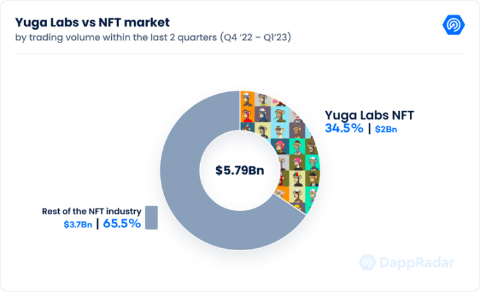 Yuga Labs vs NFT market
by trading volume within the last 2 quarters (Q4 ‘22 – Q1‘23)
Yuga Labs NFT
34.5% | $2Bn
$5.79Bn
Rest of the NFT industry
$3.7Bn | 65.5%
DappRadar